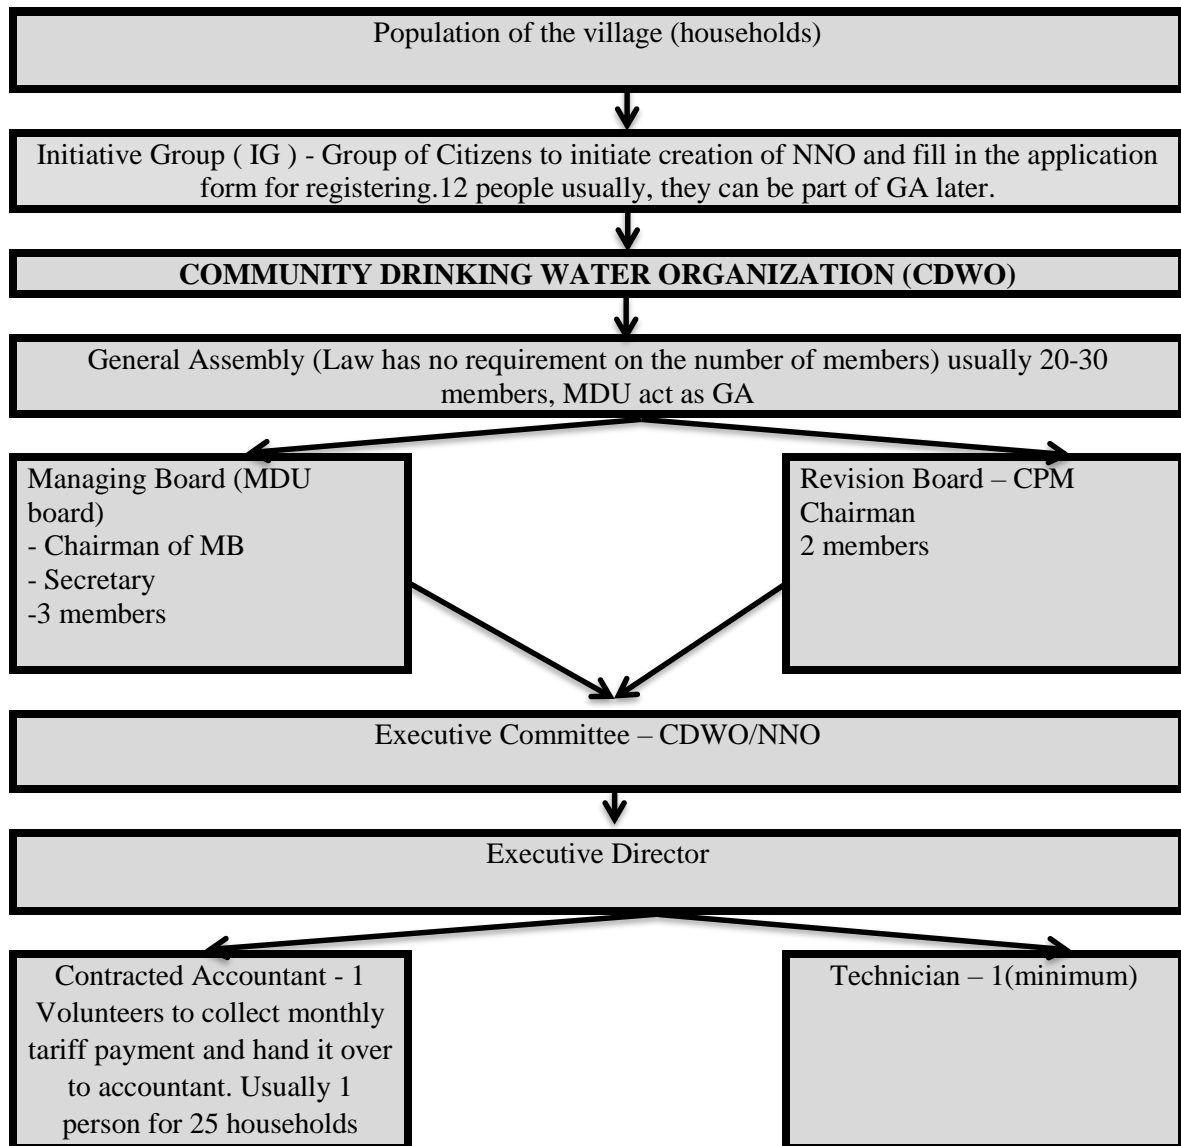 Population of the village (households)
Initiative Group ( IG ) - Group of Citizens to initiate creation of NNO and fill in the application
form for registering.12 people usually, they can be part of GA later.
COMMUNITY DRINKING WATER ORGANIZATION (CDWO)
General Assembly (Law has no requirement on the number of members) usually 20-30
members, MDU act as GA
Managing Board (MDU
board)
- Chairman of MB
- Secretary
-3 members
Revision Board – CPM
Chairman
2 members
Executive Committee – CDWO/NNO
Executive Director
Contracted Accountant - 1
Volunteers to collect monthly
tariff payment and hand it over
to accountant. Usually 1
person for 25 households
Technician – 1(minimum)